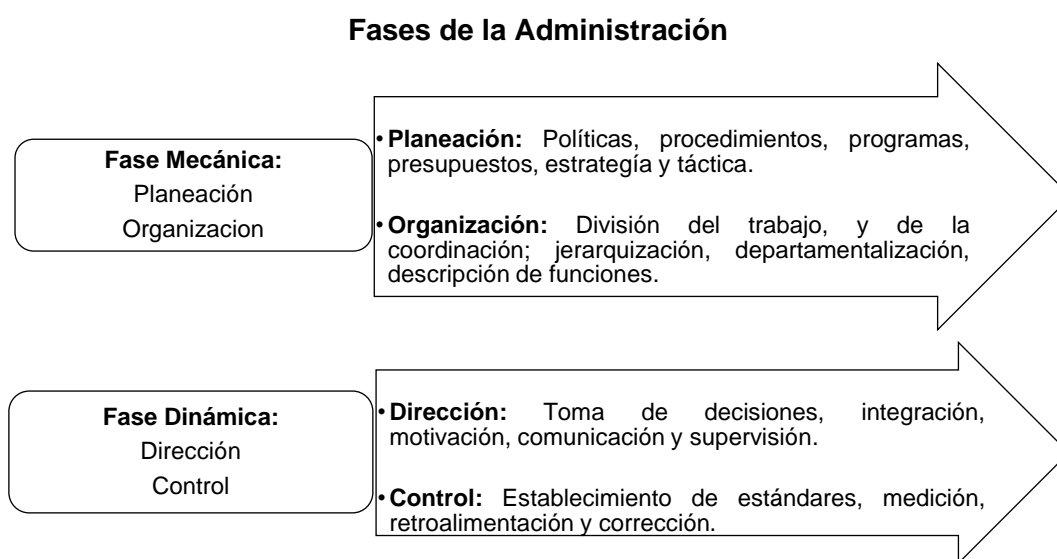 Fases de la Administración
Fase Mecánica:
Planeación
Organizacion
• Planeación: Políticas, procedimientos, programas,
presupuestos, estrategía y táctica.
• Organización: División del trabajo, y de la
coordinación; jerarquización, departamentalización,
descripción de funciones.
Fase Dinámica:
Dirección
Control
• Dirección: Toma de decisiones, integración,
motivación, comunicación y supervisión.
• Control: Establecimiento de estándares, medición,
retroalimentación y corrección.